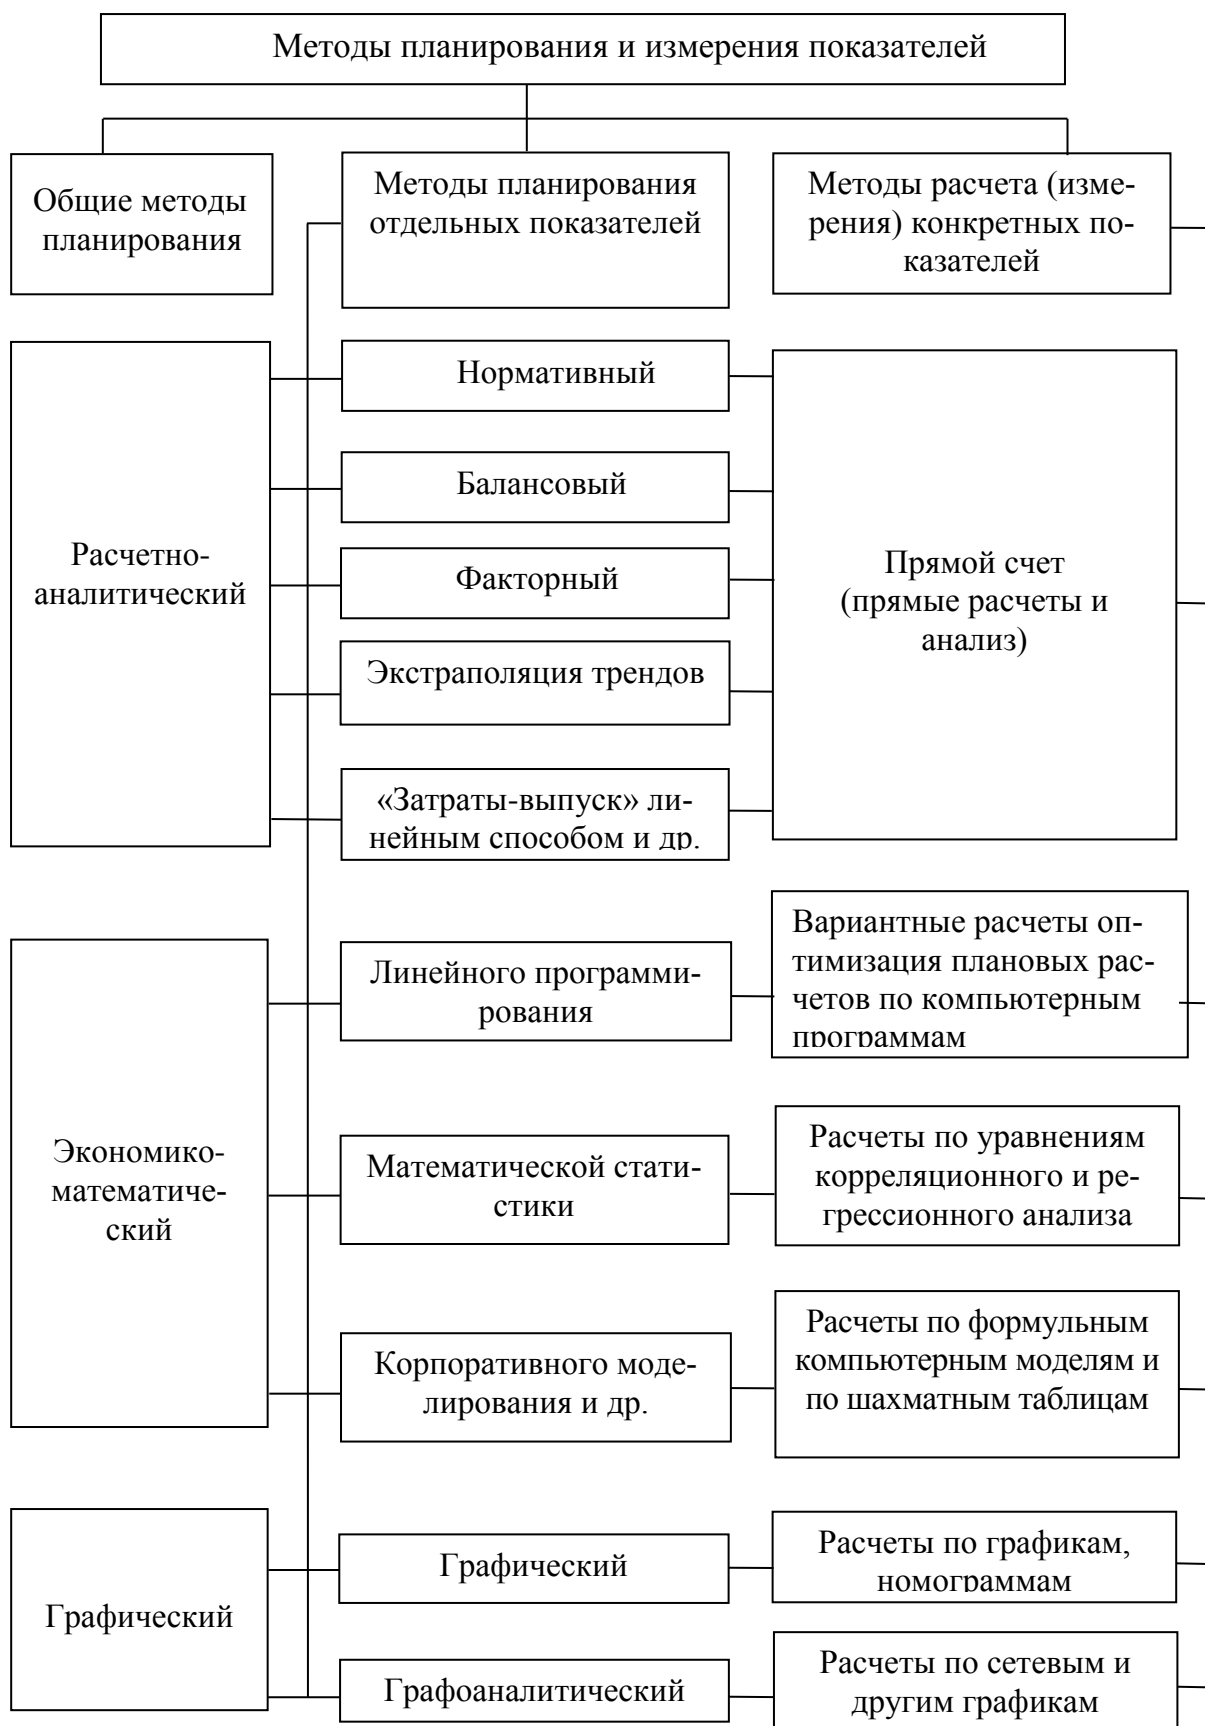 Методы планирования и измерения показателей
Общие методы
планирования
Методы планирования
отдельных показателей
Методы расчета (изме-
рения) конкретных по-
казателей
Расчетно-
аналитический
Нормативный
Балансовый
Факторный
Экстраполяция трендов
«Затраты-выпуск» ли-
нейным способом и др.
Прямой счет
(прямые расчеты и
анализ)
Экономико-
математиче-
ский
Линейного программи-
рования
Вариантные расчеты оп-
тимизация плановых рас-
четов по компьютерным
программам
Математической стати-
стики
Расчеты по уравнениям
корреляционного и ре-
грессионного анализа
Корпоративного моде-
лирования и др.
Расчеты по формульным
компьютерным моделям и
по шахматным таблицам
Графический
Графический
Расчеты по графикам,
номограммам
Графоаналитический
Расчеты по сетевым и
другим графикам